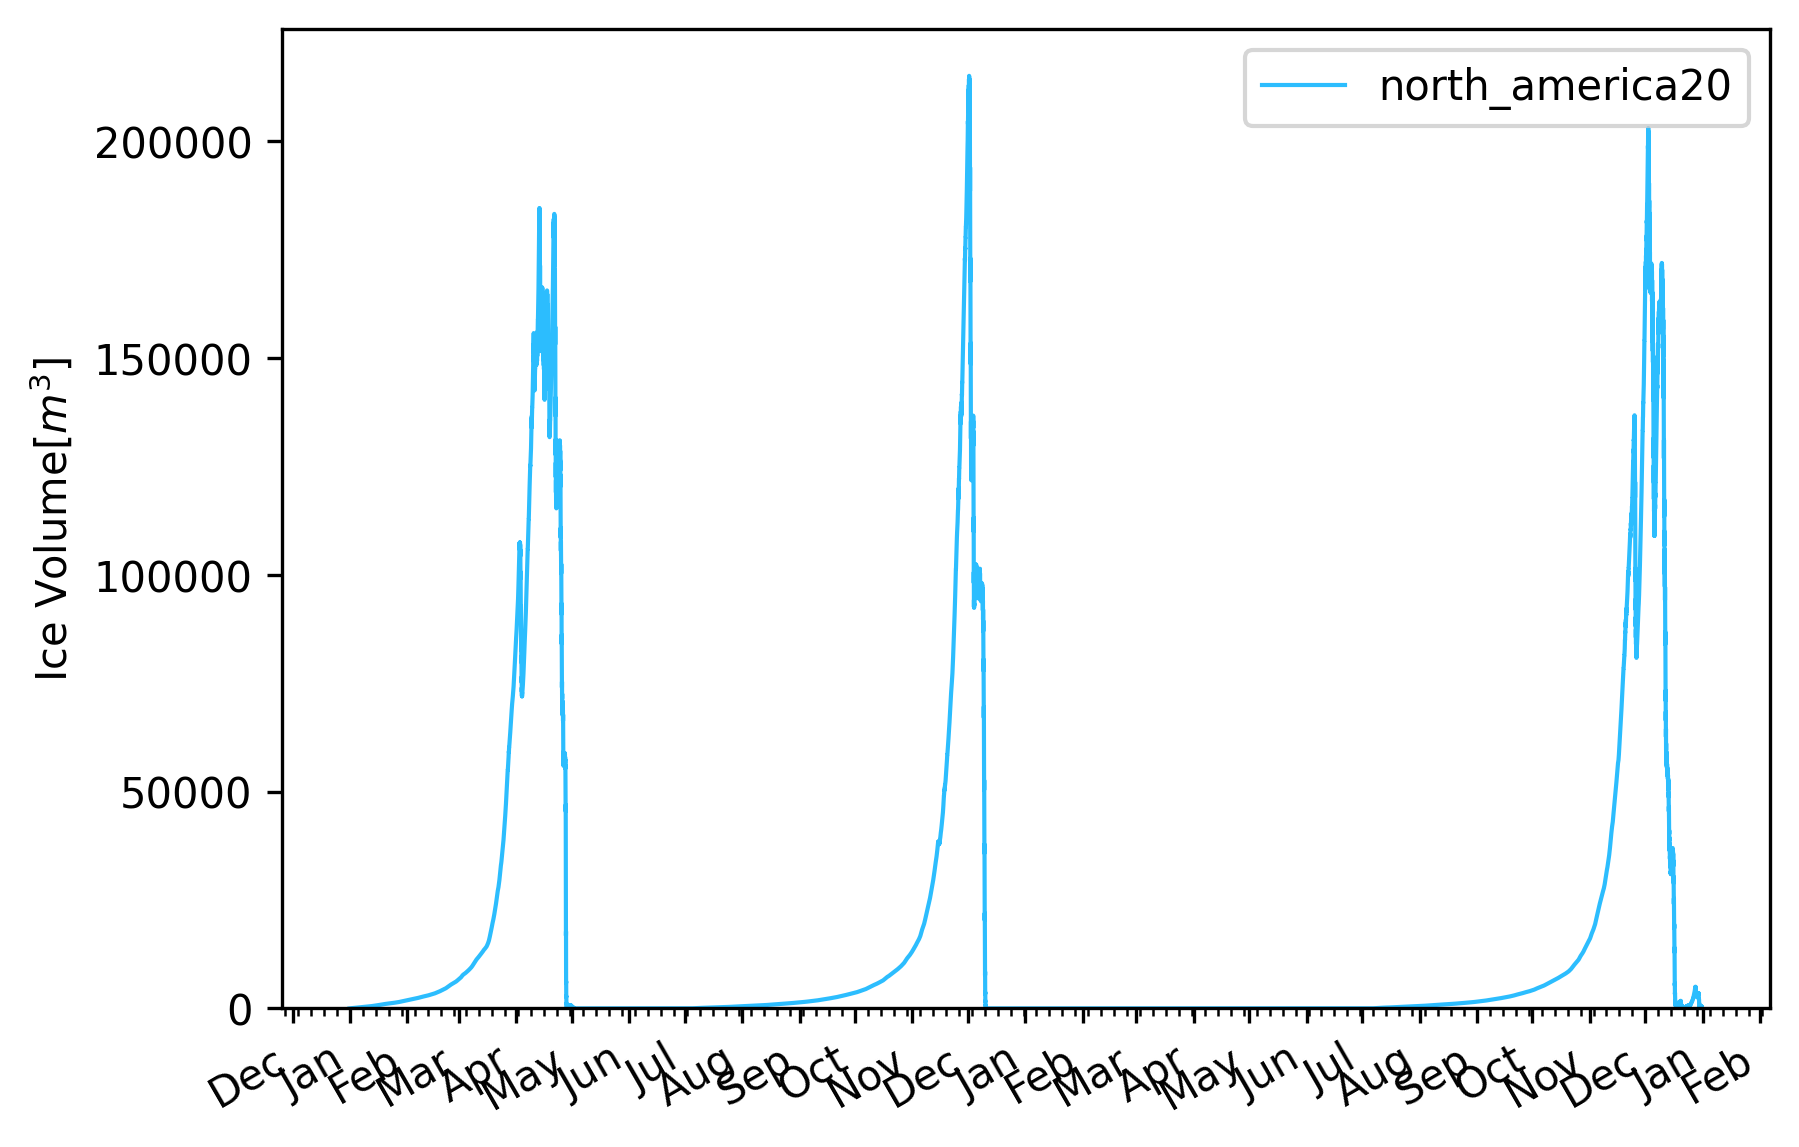 north_america20
Ice Volume[m³]
200000
150000
100000
50000
0
Dec Jan Feb Mar Apr May Jun Jul Aug Sep Oct Nov Dec Jan Feb Mar Apr May Jun Jul Aug Sep Oct Nov Dec Jan Feb